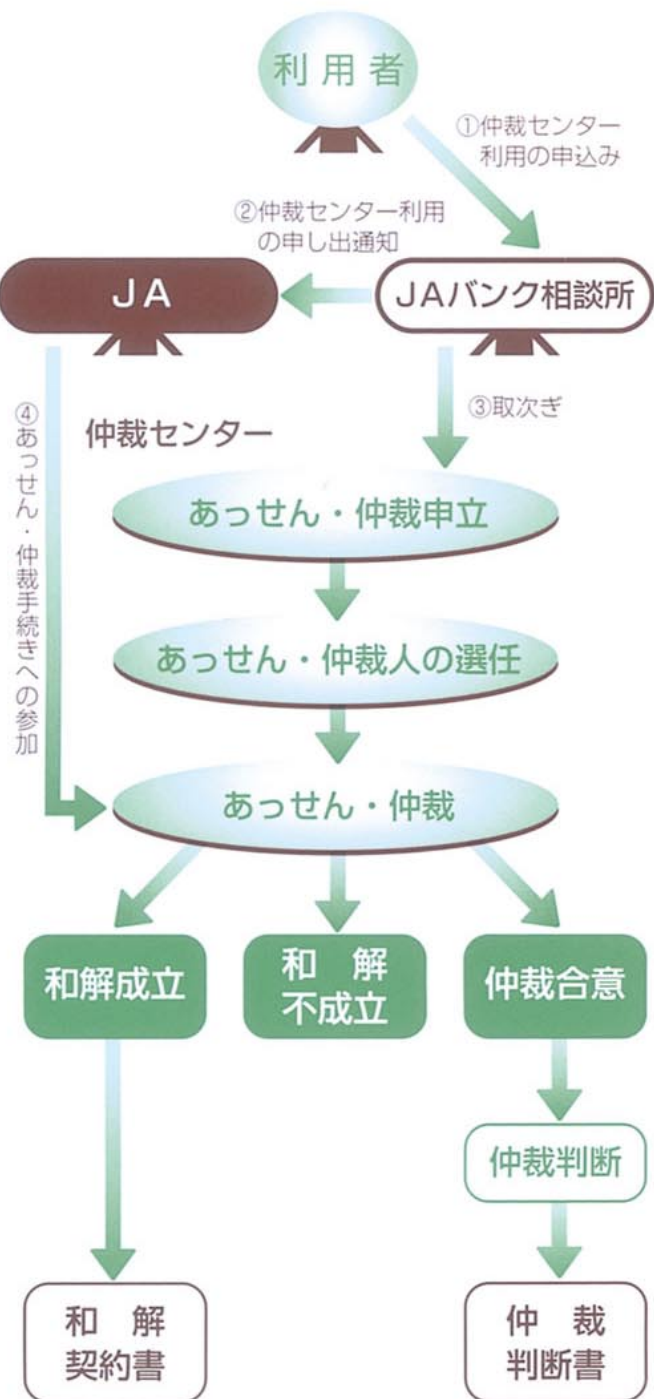 利用者
①仲裁センター
利用の申込み
②仲裁センター利用
の申し出通知
JA
JAバンク相談所
③取次ぎ
④あっせん・仲裁手続きへの参加
仲裁センター
あっせん・仲裁申立
あっせん・仲裁人の選任
あっせん・仲裁
和解成立
和解
不成立
仲裁合意
仲裁判断
和解
契約書
仲裁
判断書